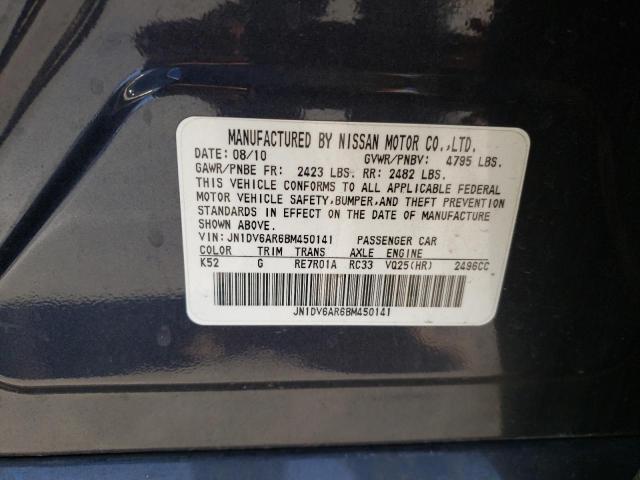 MANUFACTURED BY NISSAN MOTOR CO.,LTD.
DATE: 08/10 GVWR/PNBV: 4795 LBS.
GAWR/PNBE FR: 2423 LBS. RR: 2482 LBS.
THIS VEHICLE CONFORMS TO ALL APPLICABLE FEDERAL
MOTOR VEHICLE SAFETY,BUMPER,AND THEFT PREVENTION
STANDARDS IN EFFECT ON THE DATE OF MANUFACTURE
SHOWN ABOVE.
VIN: JN1DV6AR6BM450141 PASSENGER CAR
COLOR TRIM TRANS AXLE ENGINE
K52 G RE7R01A RC33 VQ25(HR) 2496CC
JN1DV6AR6BM450141